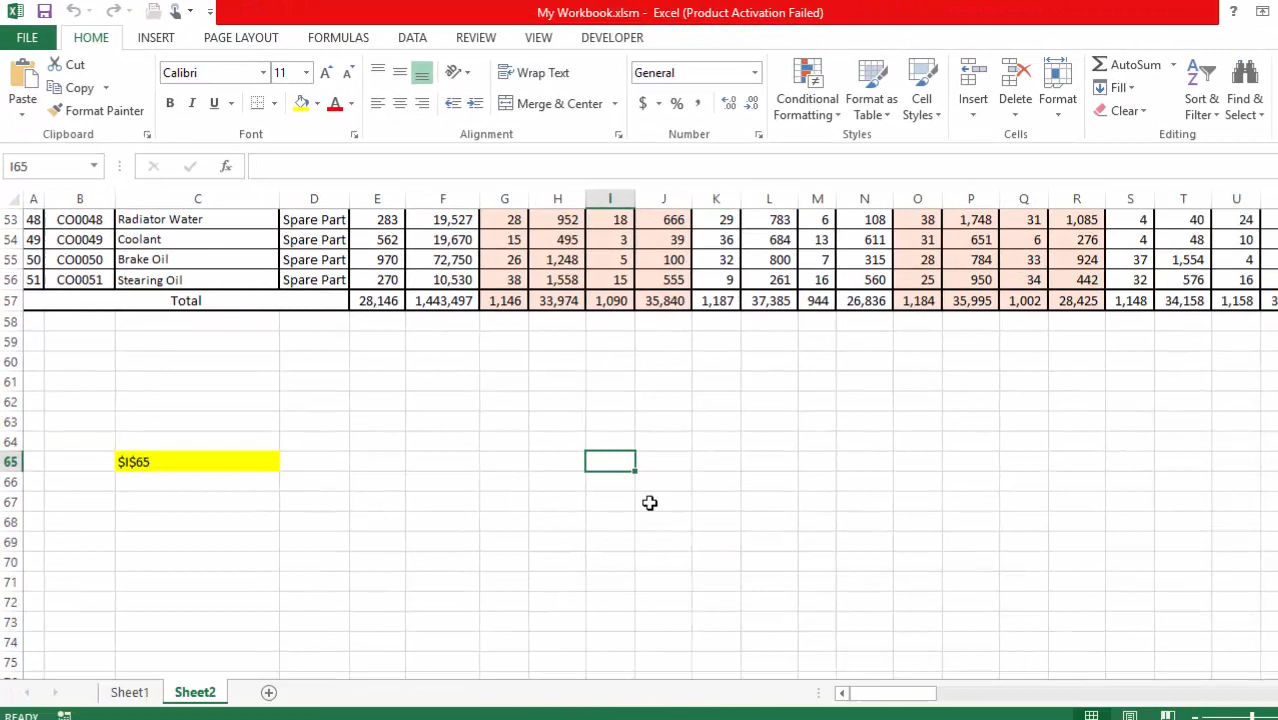 My Workbook.xlsm - Excel (Product Activation Failed)
FILE HOME INSERT PAGE LAYOUT FORMULAS DATA REVIEW VIEW DEVELOPER
Paste
Cut
Copy
Format Painter
Clipboard
Calibri 11
B I U A
Font
Wrap Text
Merge & Center
Alignment
General
$ % ,
Number
Conditional Formatting
Format as Table
Cell Styles
Styles
Insert Delete Format
Cells
AutoSum
Fill
Clear
Sort & Filter
Find & Select
Editing
I65 fx
A B C D E F G H I J K L M N O P Q R S T U
53 48 CO0048 Radiator Water Spare Part 283 19,527 28 952 18 666 29 783 6 108 38 1,748 31 1,085 4 40 24
54 49 CO0049 Coolant Spare Part 562 19,670 15 495 3 39 36 684 13 611 31 651 6 276 4 48 10
55 50 CO0050 Brake Oil Spare Part 970 72,750 26 1,248 5 100 32 800 7 315 28 784 33 924 37 1,554 4
56 51 CO0051 Stearing Oil Spare Part 270 10,530 38 1,558 15 555 9 261 16 560 25 950 34 442 32 576 16
57 Total 28,146 1,443,497 1,146 33,974 1,090 35,840 1,187 37,385 944 26,836 1,184 35,995 1,002 28,425 1,148 34,158 1,158 3
58
59
60
61
62
63
64
65 $I$65
66
67
68
69
70
71
72
73
74
75
Sheet1 Sheet2
READY